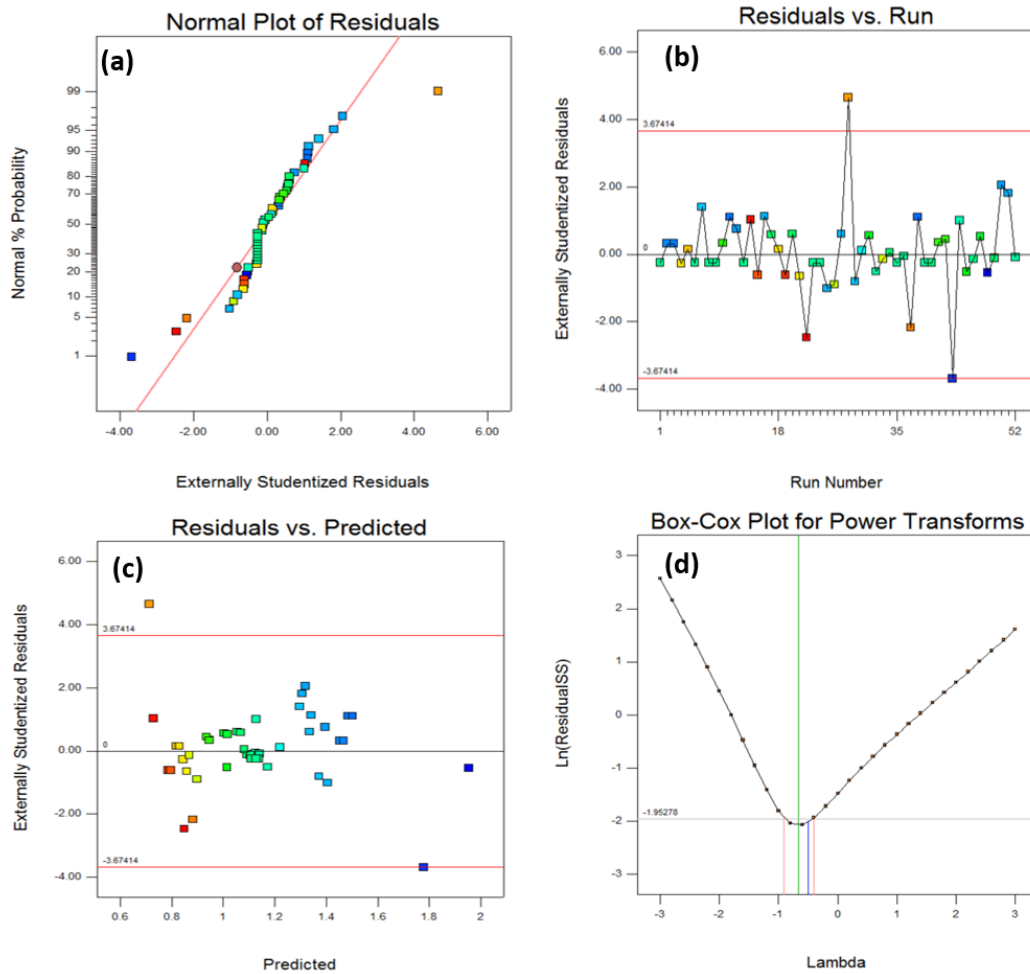 Normal Plot of Residuals
(a)
Normal % Probability
99
95
90
80
70
50
30
20
10
5
1
-4.00 -2.00 0.00 2.00 4.00 6.00
Externally Studentized Residuals
Residuals vs. Run
(b)
Externally Studentized Residuals
6.00
4.00
3.67414
2.00
0
0.00
-2.00
-3.67414
-4.00
1 18 35 52
Run Number
Residuals vs. Predicted
(c)
Externally Studentized Residuals
6.00
4.00
3.67414
2.00
0
0.00
-2.00
-3.67414
-4.00
0.6 0.8 1 1.2 1.4 1.6 1.8 2
Predicted
Box-Cox Plot for Power Transforms
(d)
Ln(ResidualSS)
3
2
1
0
-1
-1.95278
-2
-3
-3 -2 -1 0 1 2 3
Lambda